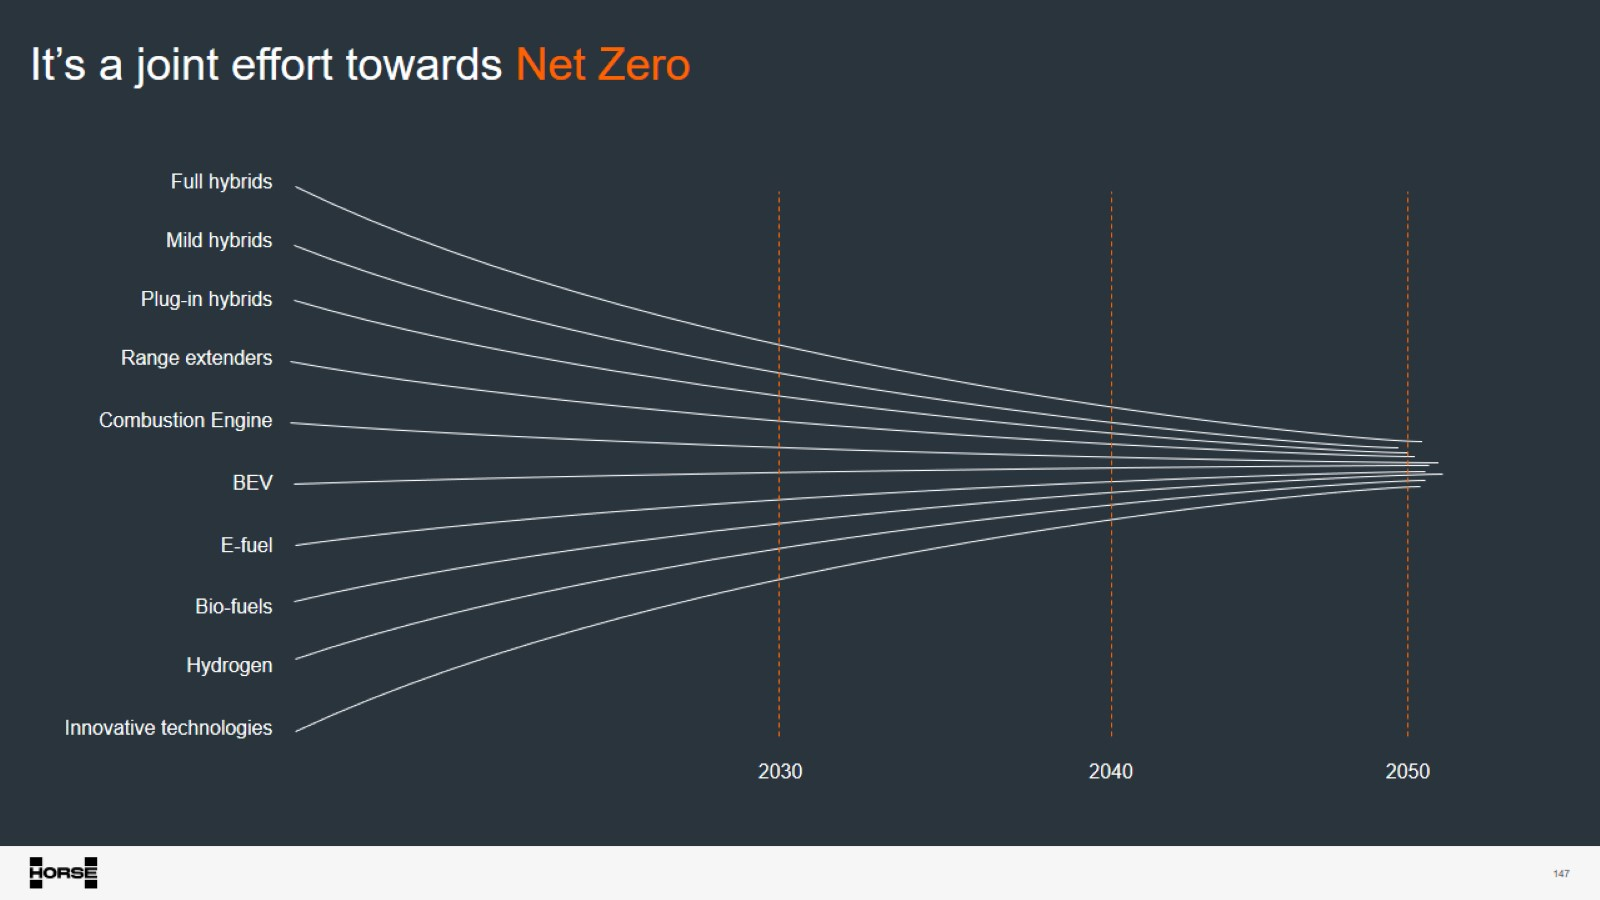 It’s a joint effort towards Net Zero
Full hybrids
Mild hybrids
Plug-in hybrids
Range extenders
Combustion Engine
BEV
E-fuel
Bio-fuels
Hydrogen
Innovative technologies
2030
2040
2050
HORSE
147